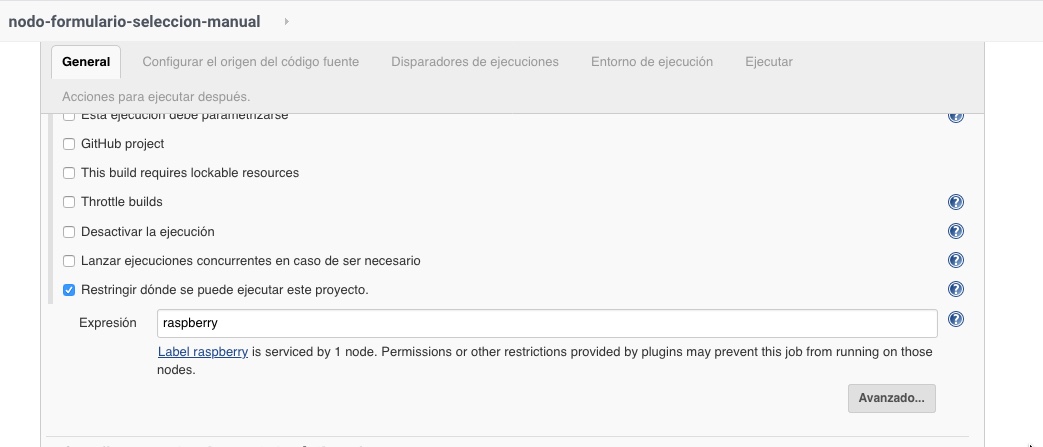 nodo-formulario-seleccion-manual
General Configurar el origen del código fuente Disparadores de ejecuciones Entorno de ejecución Ejecutar
Acciones para ejecutar después.
Esta ejecución debe parametrizarse
GitHub project
This build requires lockable resources
Throttle builds
Desactivar la ejecución
Lanzar ejecuciones concurrentes en caso de ser necesario
Restringir dónde se puede ejecutar este proyecto.
Expresión raspberry
Label raspberry is serviced by 1 node. Permissions or other restrictions provided by plugins may prevent this job from running on those
nodes.
Avanzado...